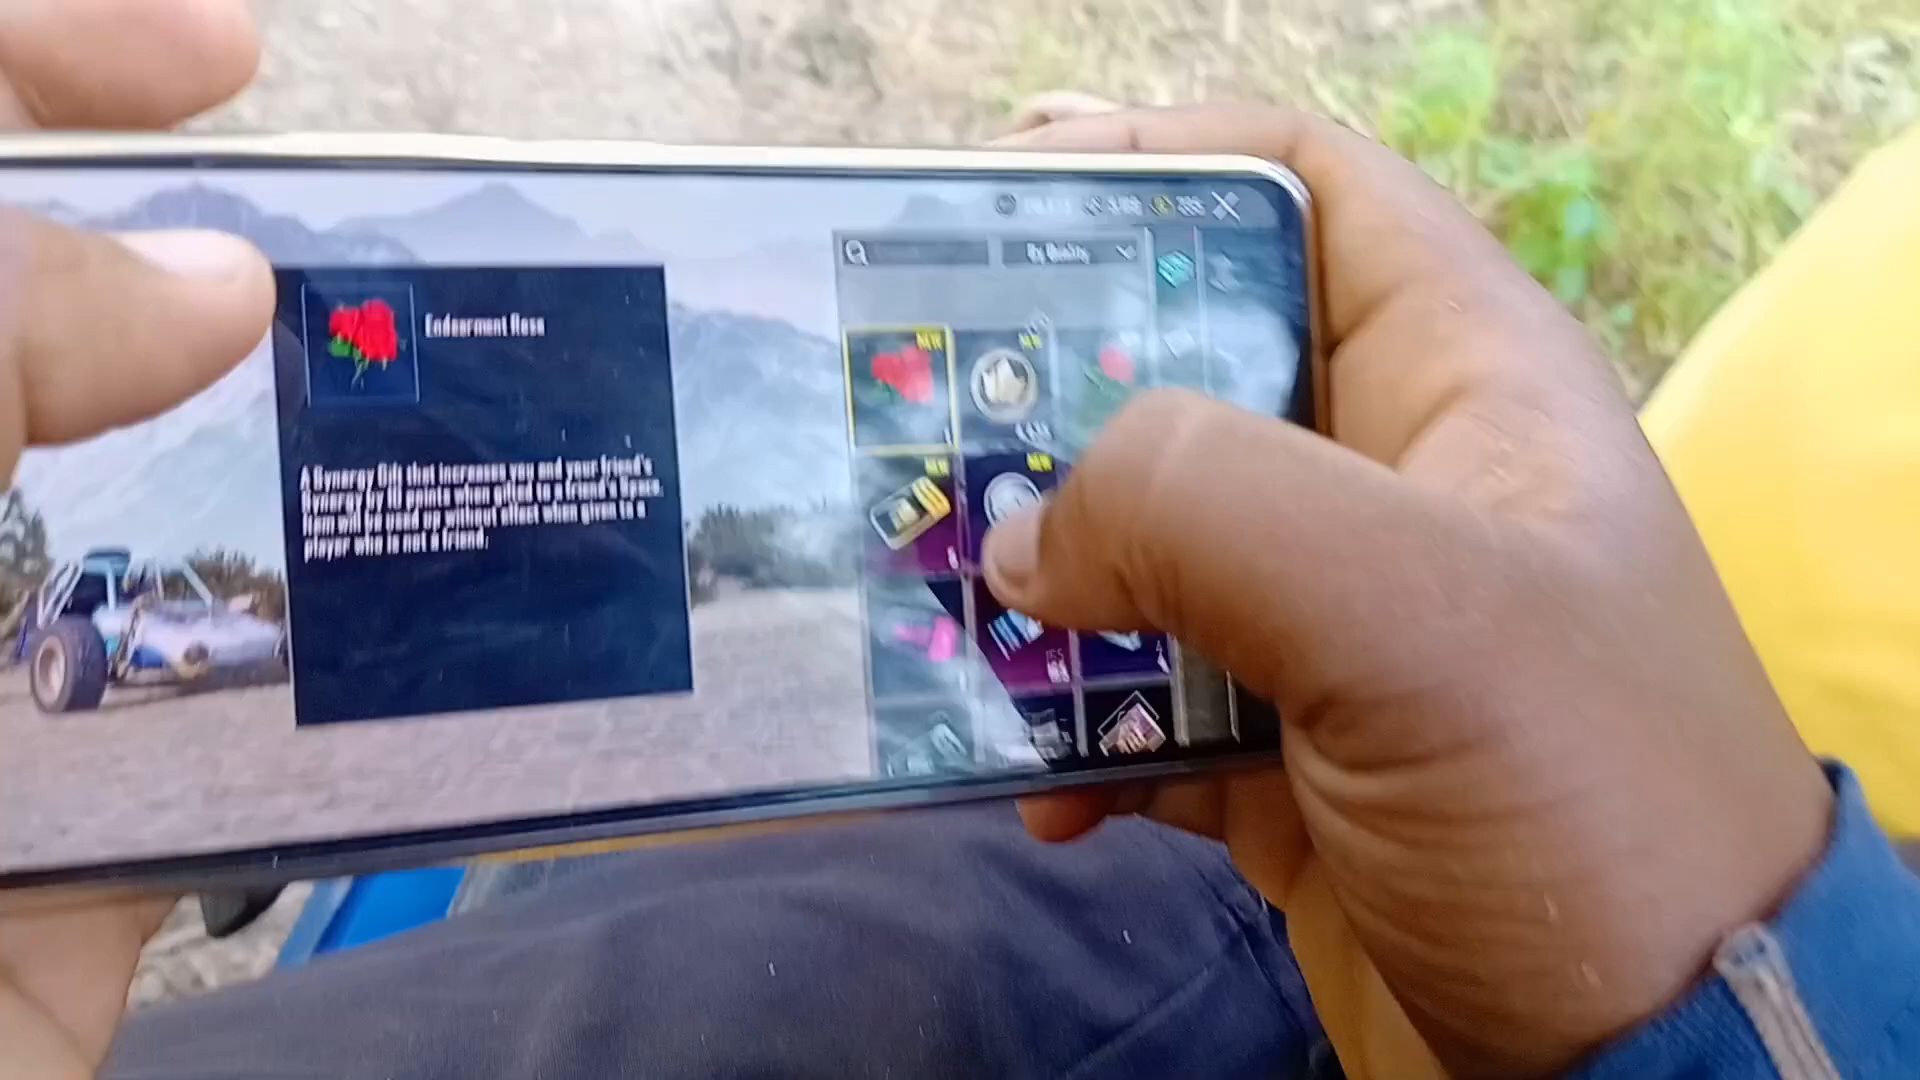 By Quality
Endearment Rose
NEW
NEW
A Synergy Gift that increases you and your friend's
Synergy by 10 points when gifted to a friend's Space.
Item will be used up without effect when given to a
player who is not a friend.
NEW
NEW